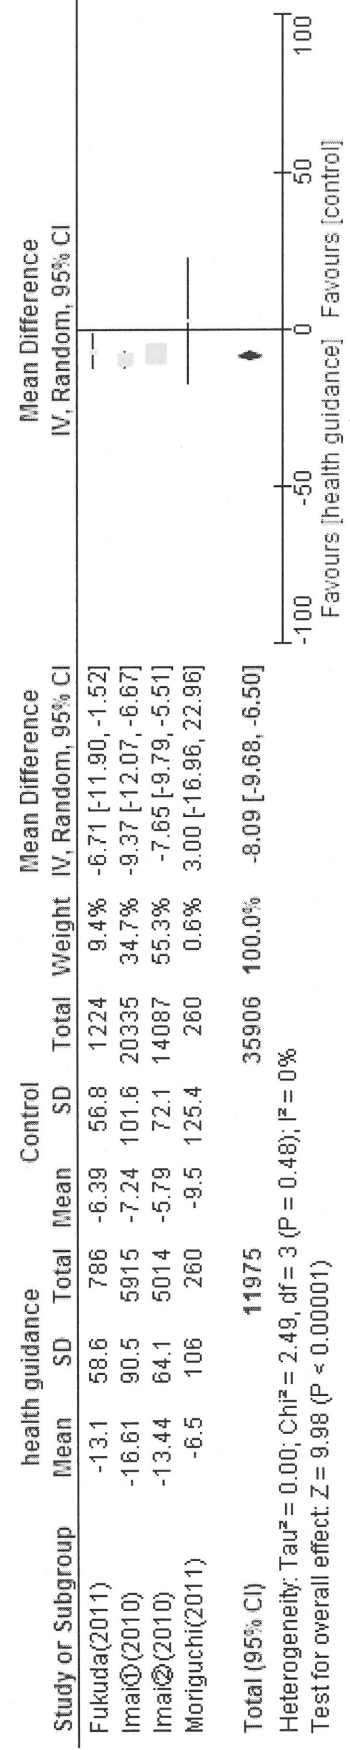 health guidance Control Mean Difference Mean Difference
Study or Subgroup Mean SD Total Mean SD Total Weight IV, Random, 95% CI IV, Random, 95% CI
Fukuda(2011) -13.1 58.6 786 -6.39 56.8 1224 9.4% -6.71 [-11.90, -1.52]
Imai①(2010) -16.61 90.5 5915 -7.24 101.6 20335 34.7% -9.37 [-12.07, -6.67]
Imai②(2010) -13.44 64.1 5014 -5.79 72.1 14087 55.3% -7.65 [-9.79, -5.51]
Moriguchi(2011) -6.5 106 260 -9.5 125.4 260 0.6% 3.00 [-16.96, 22.96]
Total (95% CI) 11975 35906 100.0% -8.09 [-9.68, -6.50]
Heterogeneity: Tau² = 0.00; Chi² = 2.49, df = 3 (P = 0.48); I² = 0%
Test for overall effect: Z = 9.98 (P < 0.00001)
-100 -50 0 50 100
Favours [health guidance] Favours [control]